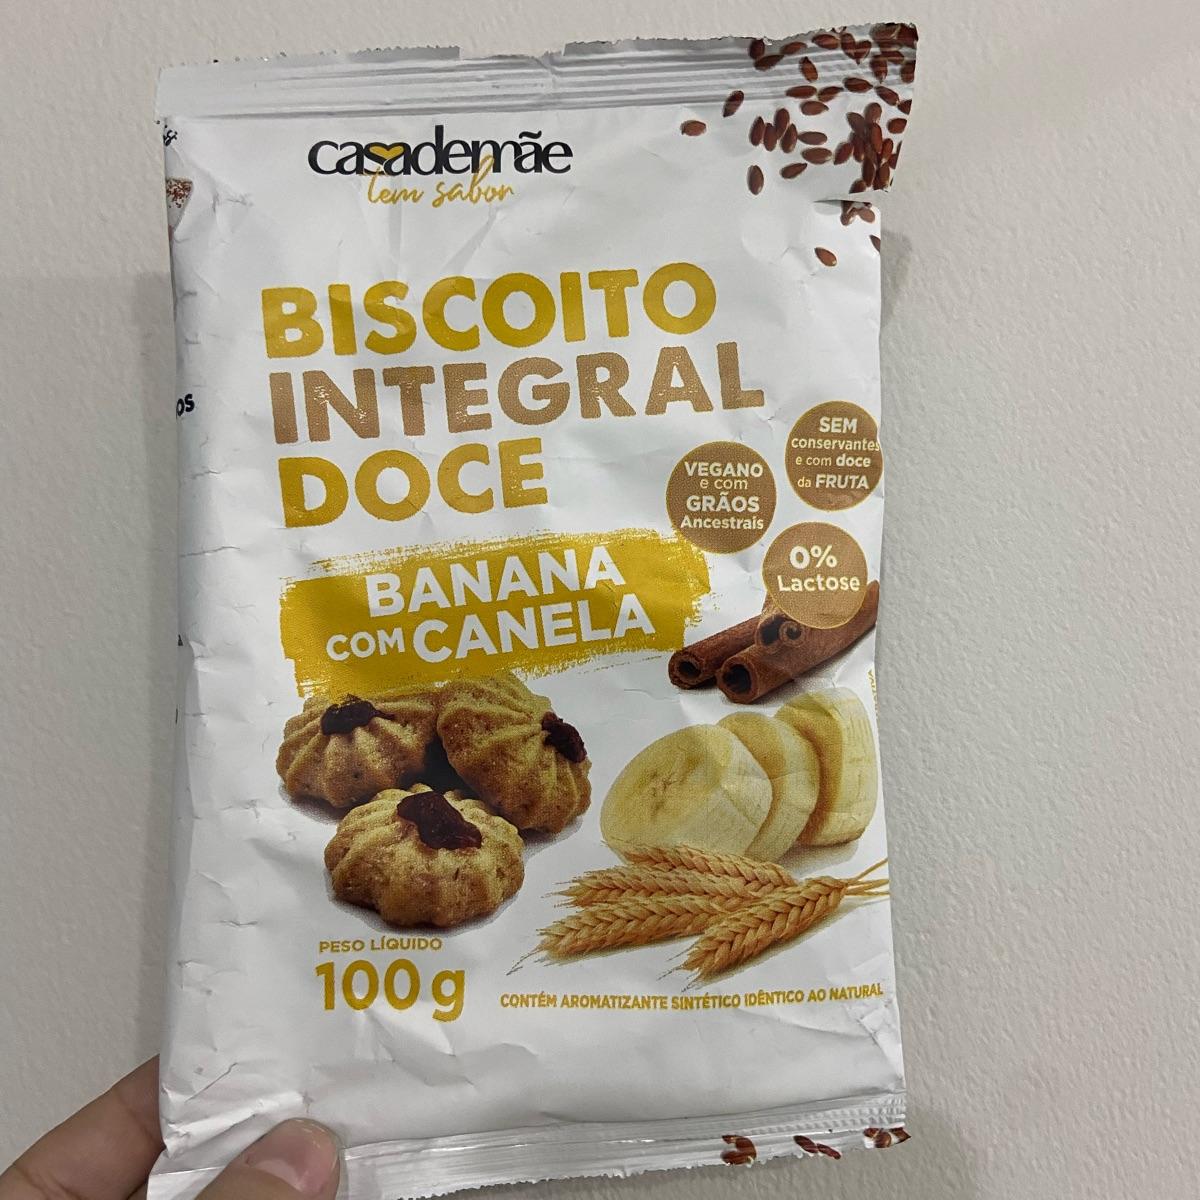 casademãe
tem sabor
BISCOITO
INTEGRAL
DOCE
SEM
conservantes
e com doce
da FRUTA
VEGANO
e com
GRÃOS
Ancestrais
0%
Lactose
BANANA
COM CANELA
os
PESO LÍQUIDO
100g
CONTÉM AROMATIZANTE SINTÉTICO IDÊNTICO AO NATURAL